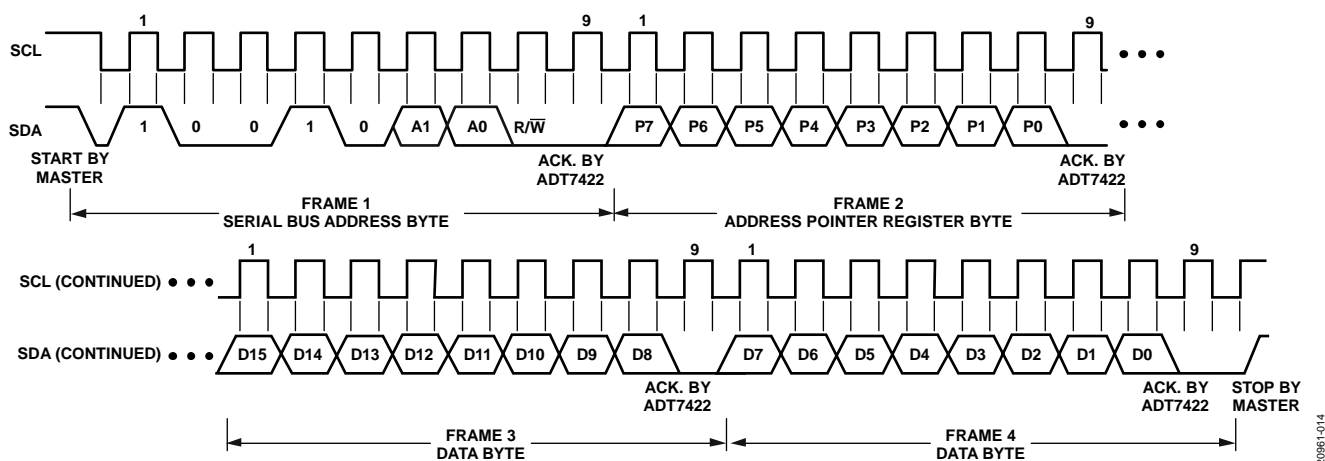 1 9 1 9
SCL
SDA 1 0 0 1 0 A1 A0 R/W̅ P7 P6 P5 P4 P3 P2 P1 P0
START BY
MASTER
ACK. BY
ADT7422
ACK. BY
ADT7422
FRAME 1
SERIAL BUS ADDRESS BYTE
FRAME 2
ADDRESS POINTER REGISTER BYTE
1 9 1 9
SCL (CONTINUED)
SDA (CONTINUED) D15 D14 D13 D12 D11 D10 D9 D8 D7 D6 D5 D4 D3 D2 D1 D0
ACK. BY
ADT7422
ACK. BY
ADT7422
STOP BY
MASTER
FRAME 3
DATA BYTE
FRAME 4
DATA BYTE
20961-014